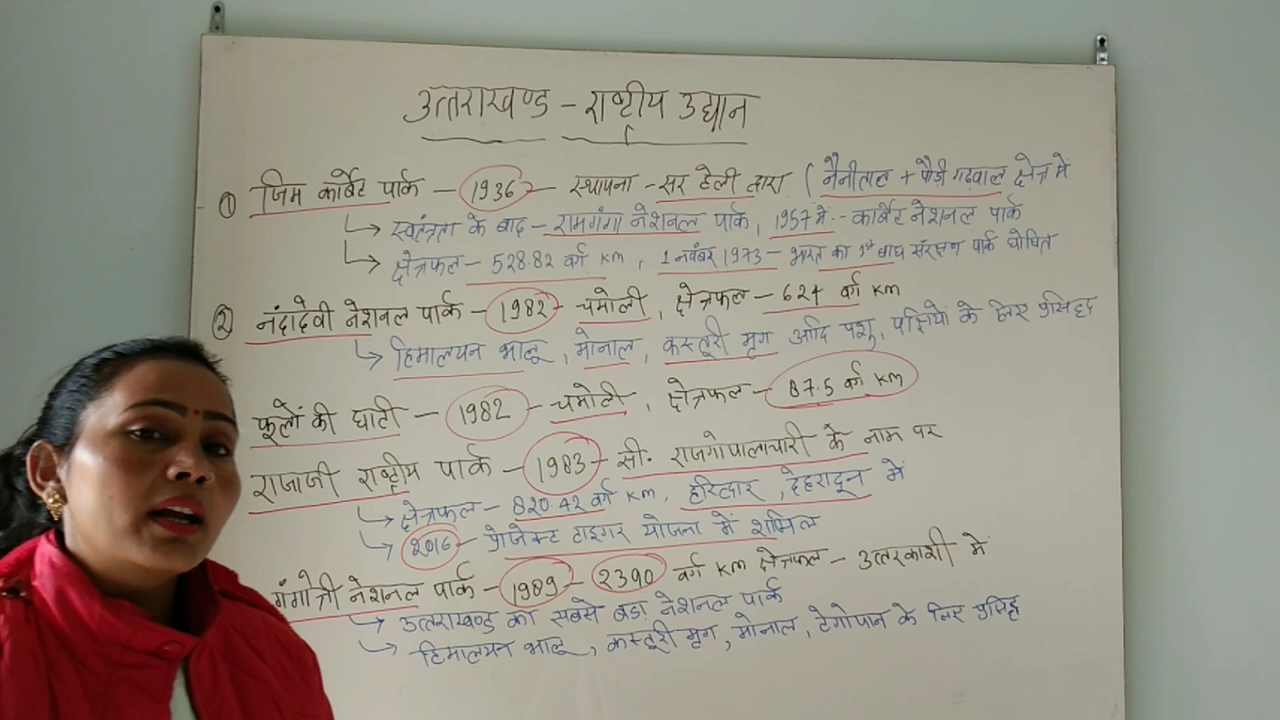 उत्तराखण्ड - राष्ट्रीय उद्यान
① जिम कार्बेट पार्क - 1936 - स्थापना - सर हेली द्वारा (नैनीताल + पौड़ी गढवाल क्षेत्र में
↳ स्वतंत्रता के बाद - रामगंगा नेशनल पार्क, 1957 में - कार्बेट नेशनल पार्क
↳ क्षेत्रफल - 528.82 वर्ग KM, 1 नवंबर 1973 - भारत का 1st बाघ संरक्षण पार्क घोषित
② नंदादेवी नेशनल पार्क - 1982 - चमोली, क्षेत्रफल - 624 वर्ग KM
↳ हिमालयन भालू, मोनाल, कस्तूरी मृग आदि पशु, पक्षियों के लिए प्रसिद्ध
फूलों की घाटी - 1982 - चमोली, क्षेत्रफल - 87.5 वर्ग KM
राजाजी राष्ट्रीय पार्क - 1983 - सी. राजगोपालाचारी के नाम पर
↳ क्षेत्रफल - 820.42 वर्ग KM, हरिद्वार, देहरादून में
↳ 2016 - प्रोजेक्ट टाइगर योजना में शामिल
गंगोत्री नेशनल पार्क - 1989 - 2390 वर्ग KM क्षेत्रफल - उत्तरकाशी में
↳ उत्तराखण्ड का सबसे बडा नेशनल पार्क
↳ हिमालयन भालू, कस्तूरी मृग, मोनाल, टेगोपान के लिए प्रसिद्ध